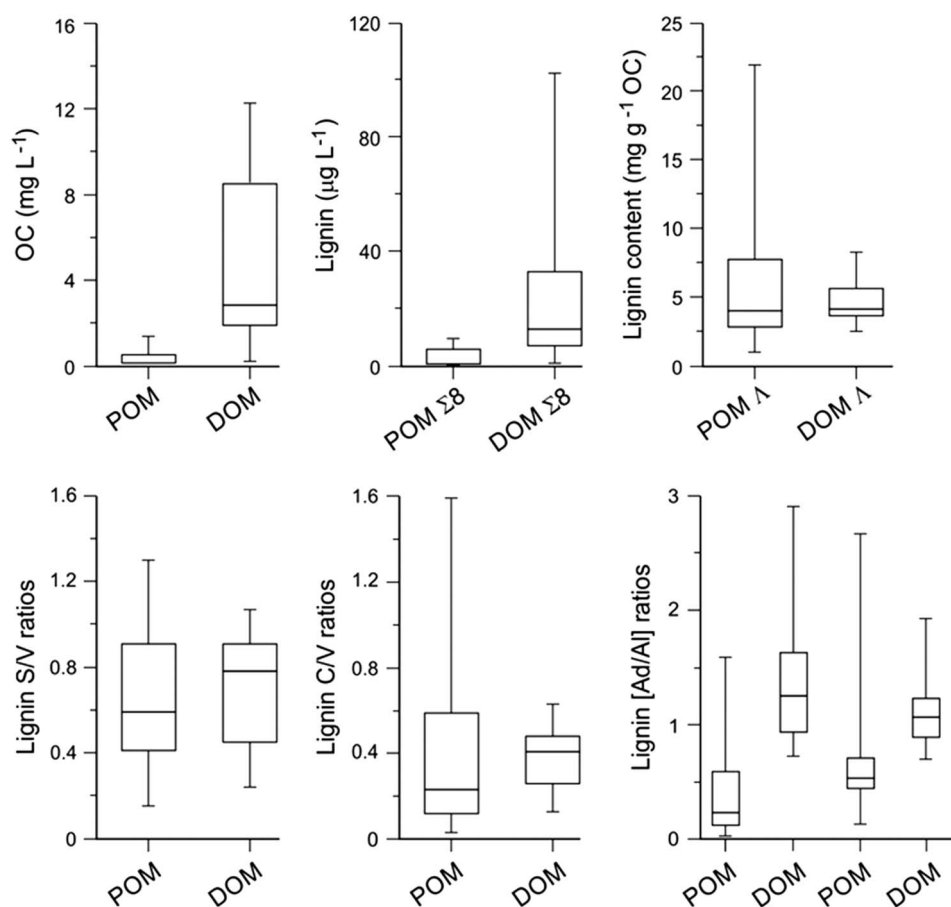 OC (mg L⁻¹)
16
12
8
4
0
POM
DOM
Lignin (μg L⁻¹)
120
80
40
0
POM Σ8
DOM Σ8
Lignin content (mg g⁻¹ OC)
25
20
15
10
5
0
POM Λ
DOM Λ
Lignin S/V ratios
1.6
1.2
0.8
0.4
0
POM
DOM
Lignin C/V ratios
1.6
1.2
0.8
0.4
0
POM
DOM
Lignin [Ad/Al] ratios
3
2
1
0
POM
DOM
POM
DOM